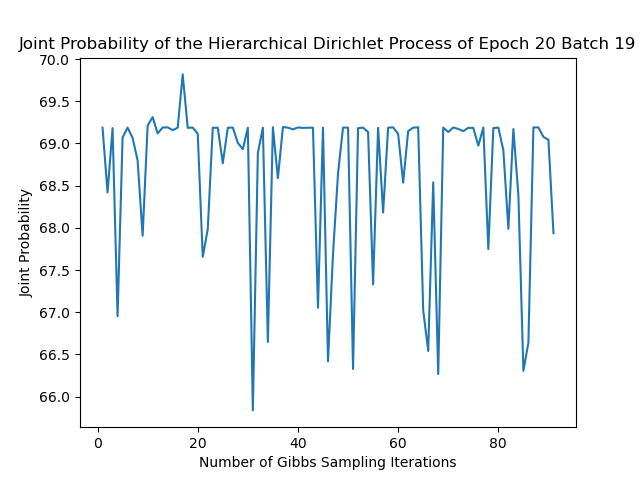 Joint Probability of the Hierarchical Dirichlet Process of Epoch 20 Batch 19
70.0
69.5
69.0
68.5
68.0
67.5
67.0
66.5
66.0
Joint Probability
0 20 40 60 80
Number of Gibbs Sampling Iterations